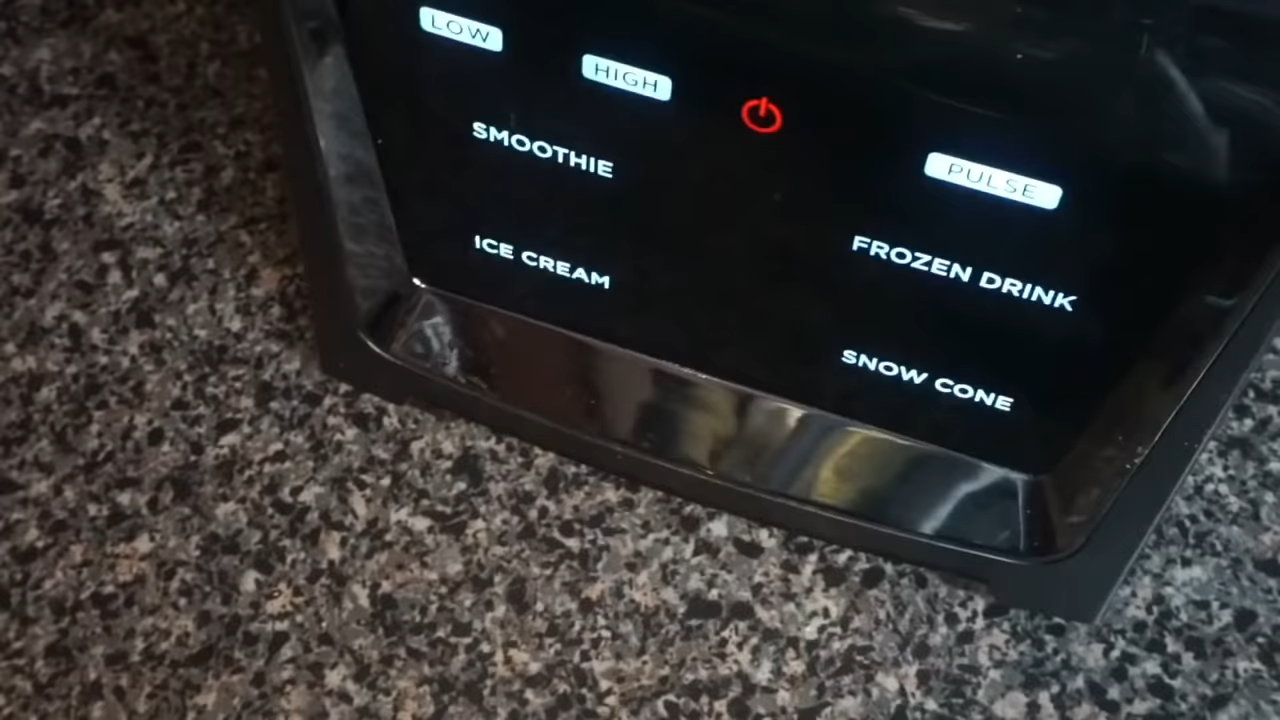 LOW
HIGH
PULSE
SMOOTHIE
FROZEN DRINK
ICE CREAM
SNOW CONE